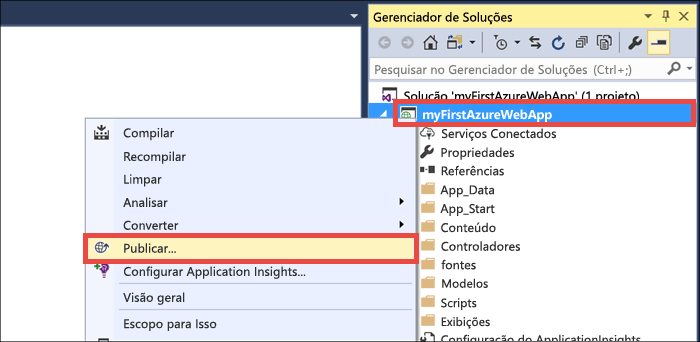 Gerenciador de Soluções
Pesquisar no Gerenciador de Soluções (Ctrl+;)
Solução 'myFirstAzureWebApp' (1 projeto)
myFirstAzureWebApp
Serviços Conectados
Propriedades
Referências
App_Data
App_Start
Conteúdo
Controladores
fontes
Modelos
Scripts
Exibições
Configuração do ApplicationInsights
Compilar
Recompilar
Limpar
Analisar
Converter
Publicar...
Configurar Application Insights...
Visão geral
Escopo para Isso